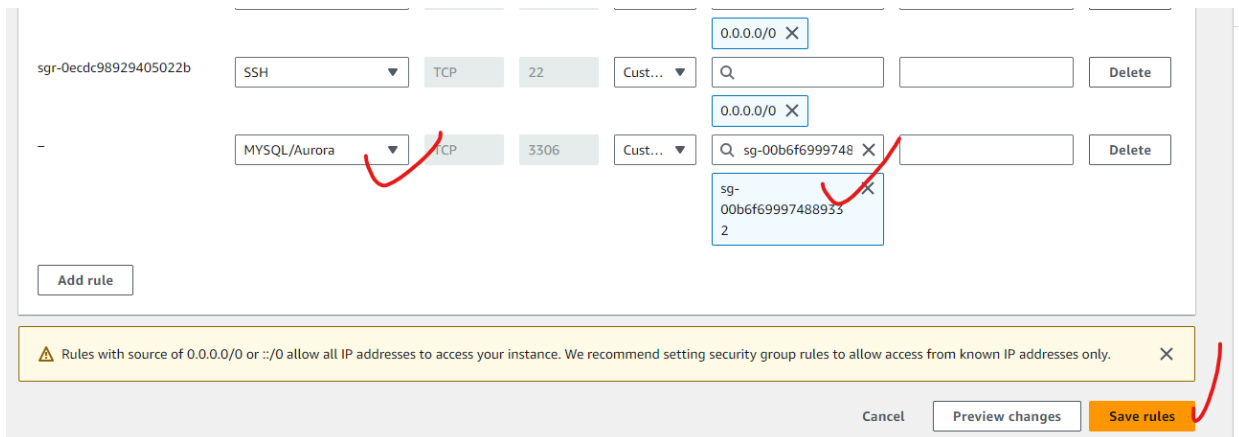 0.0.0.0/0
sgr-0ecdc98929405022b SSH TCP 22 Cust... Delete
0.0.0.0/0
– MYSQL/Aurora TCP 3306 Cust... sg-00b6f6999748 Delete
sg-
00b6f69997488933
2
Add rule
Rules with source of 0.0.0.0/0 or ::/0 allow all IP addresses to access your instance. We recommend setting security group rules to allow access from known IP addresses only.
Cancel Preview changes Save rules